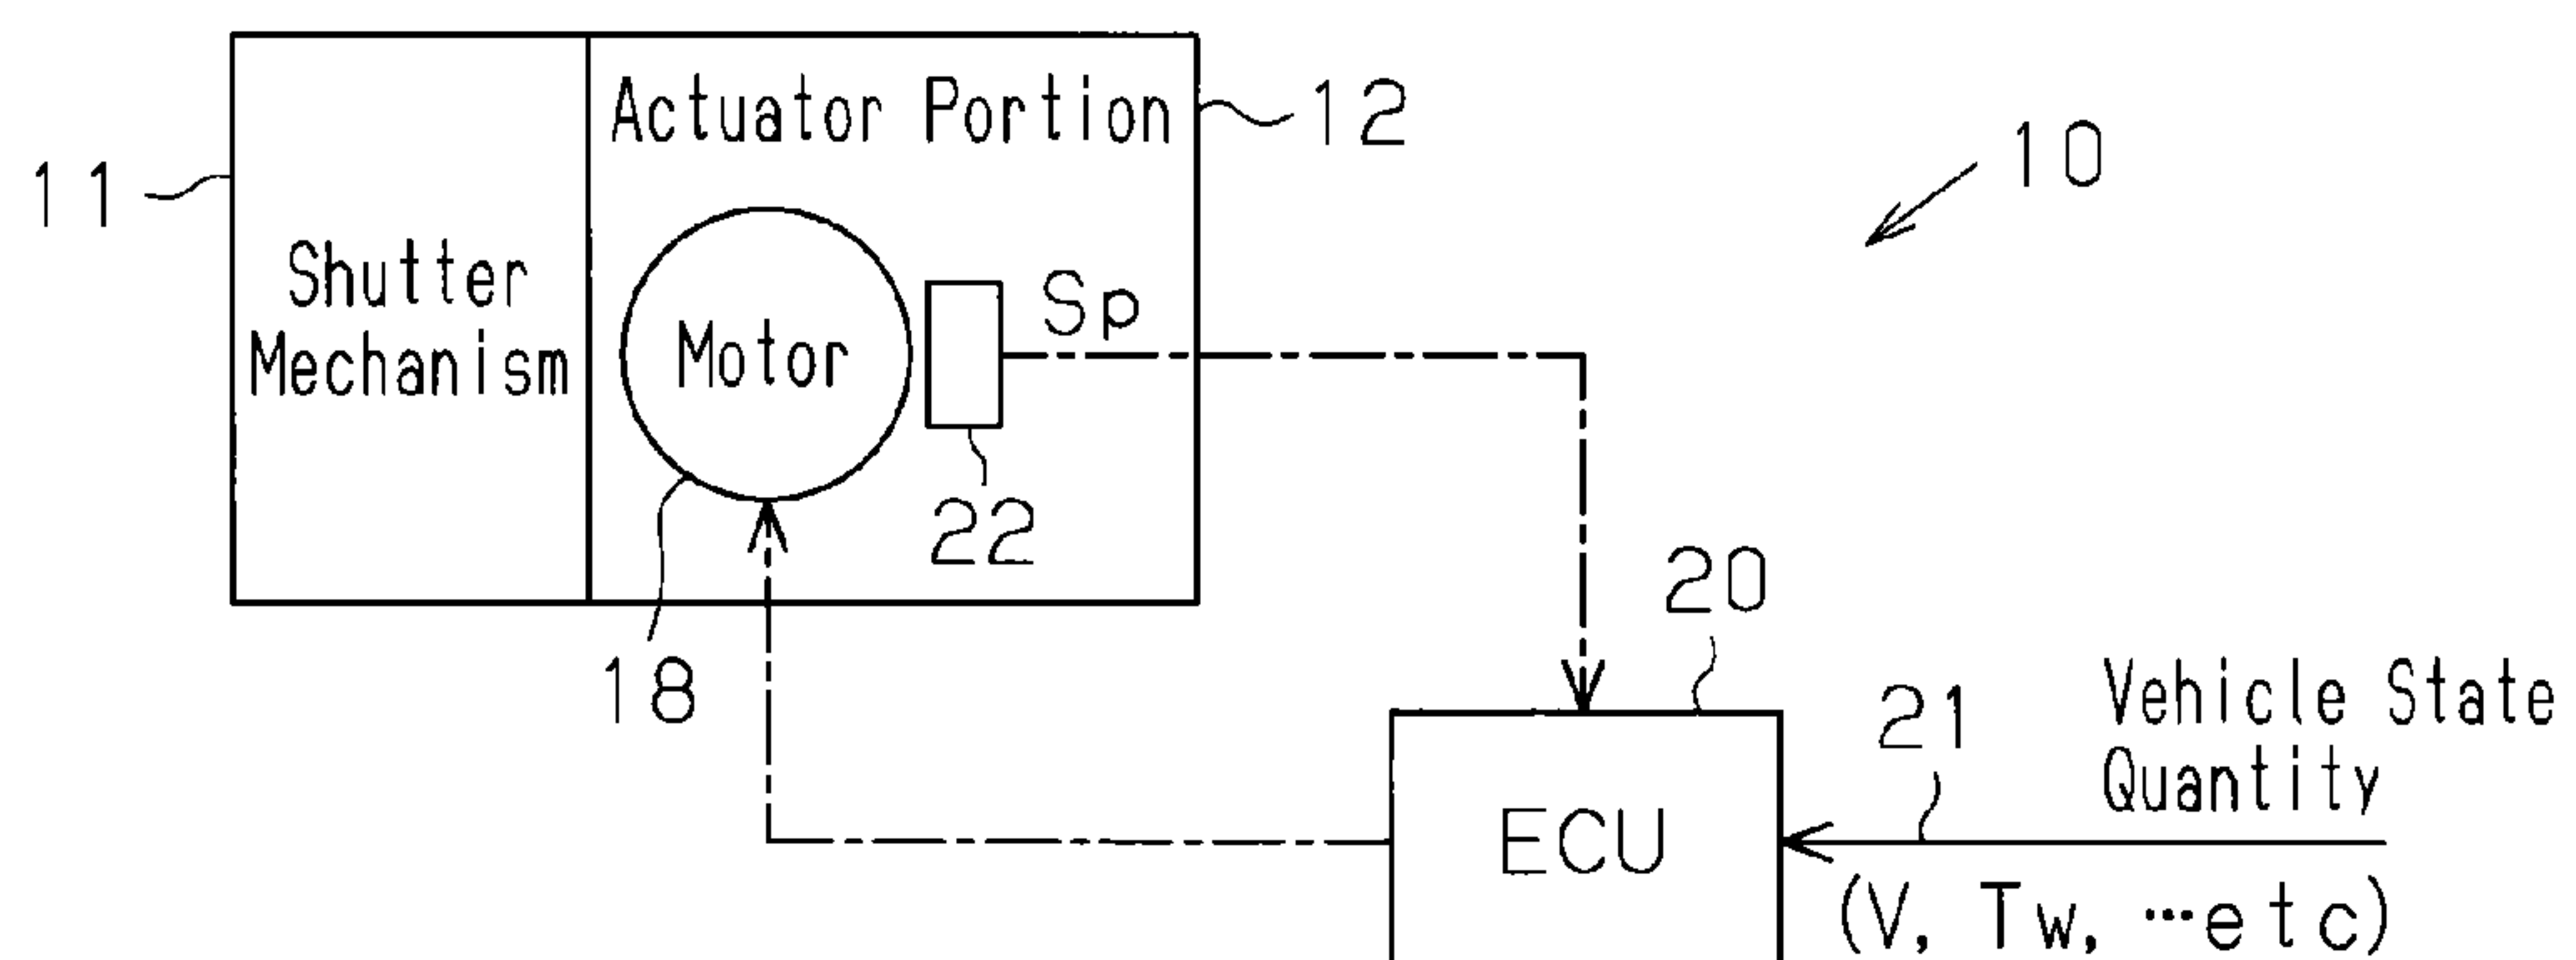 Actuator Portion
12
10
11
Shutter
Mechanism
Motor
Sp
22
18
20
21
Vehicle State
Quantity
ECU
(V, Tw, …etc)